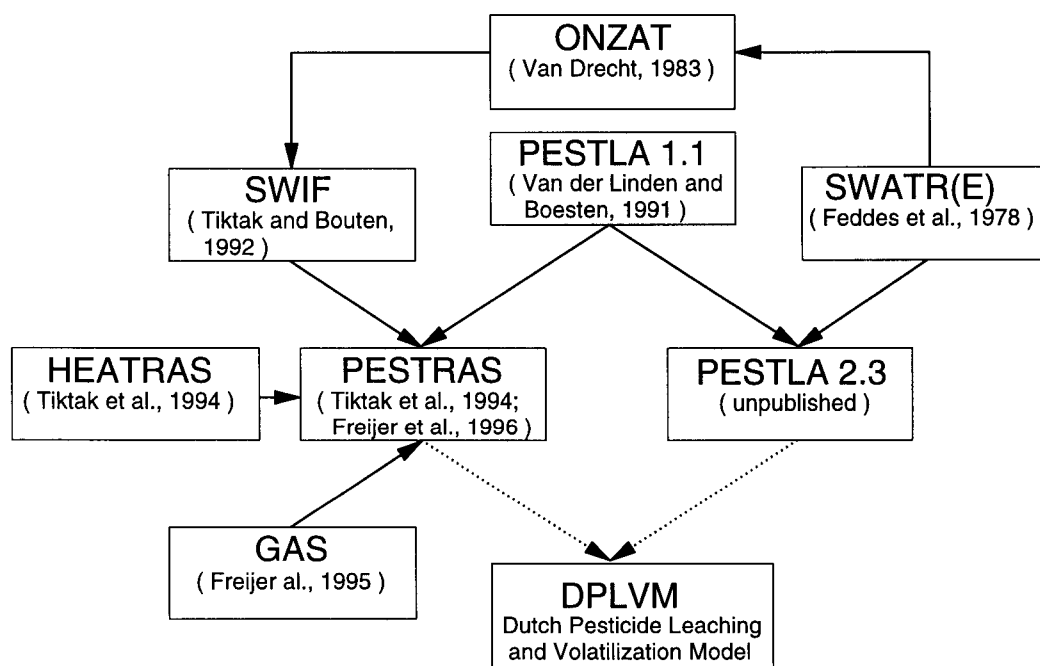 ONZAT
( Van Drecht, 1983 )
PESTLA 1.1
( Van der Linden and
Boesten, 1991 )
SWIF
( Tiktak and Bouten,
1992 )
SWATR(E)
( Feddes et al., 1978 )
HEATRAS
( Tiktak et al., 1994 )
PESTRAS
( Tiktak et al., 1994;
Freijer et al., 1996 )
PESTLA 2.3
( unpublished )
GAS
( Freijer al., 1995 )
DPLVM
Dutch Pesticide Leaching
and Volatilization Model